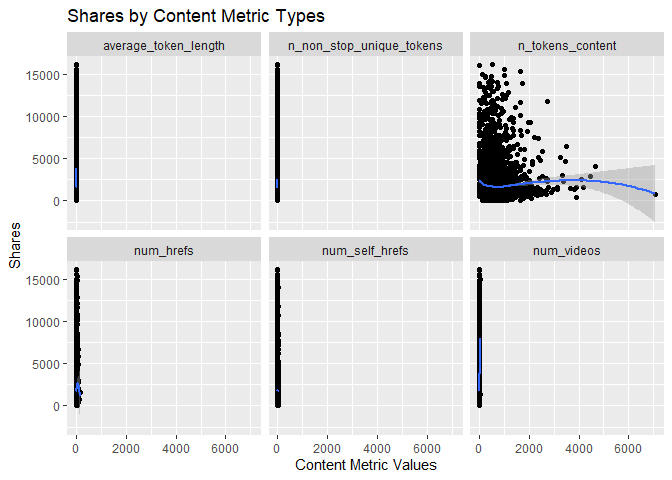 Shares by Content Metric Types
average_token_length
n_non_stop_unique_tokens
n_tokens_content
15000
10000
5000
0
num_hrefs
num_self_hrefs
num_videos
15000
10000
5000
0
Shares
0 2000 4000 6000 0 2000 4000 6000 0 2000 4000 6000
Content Metric Values